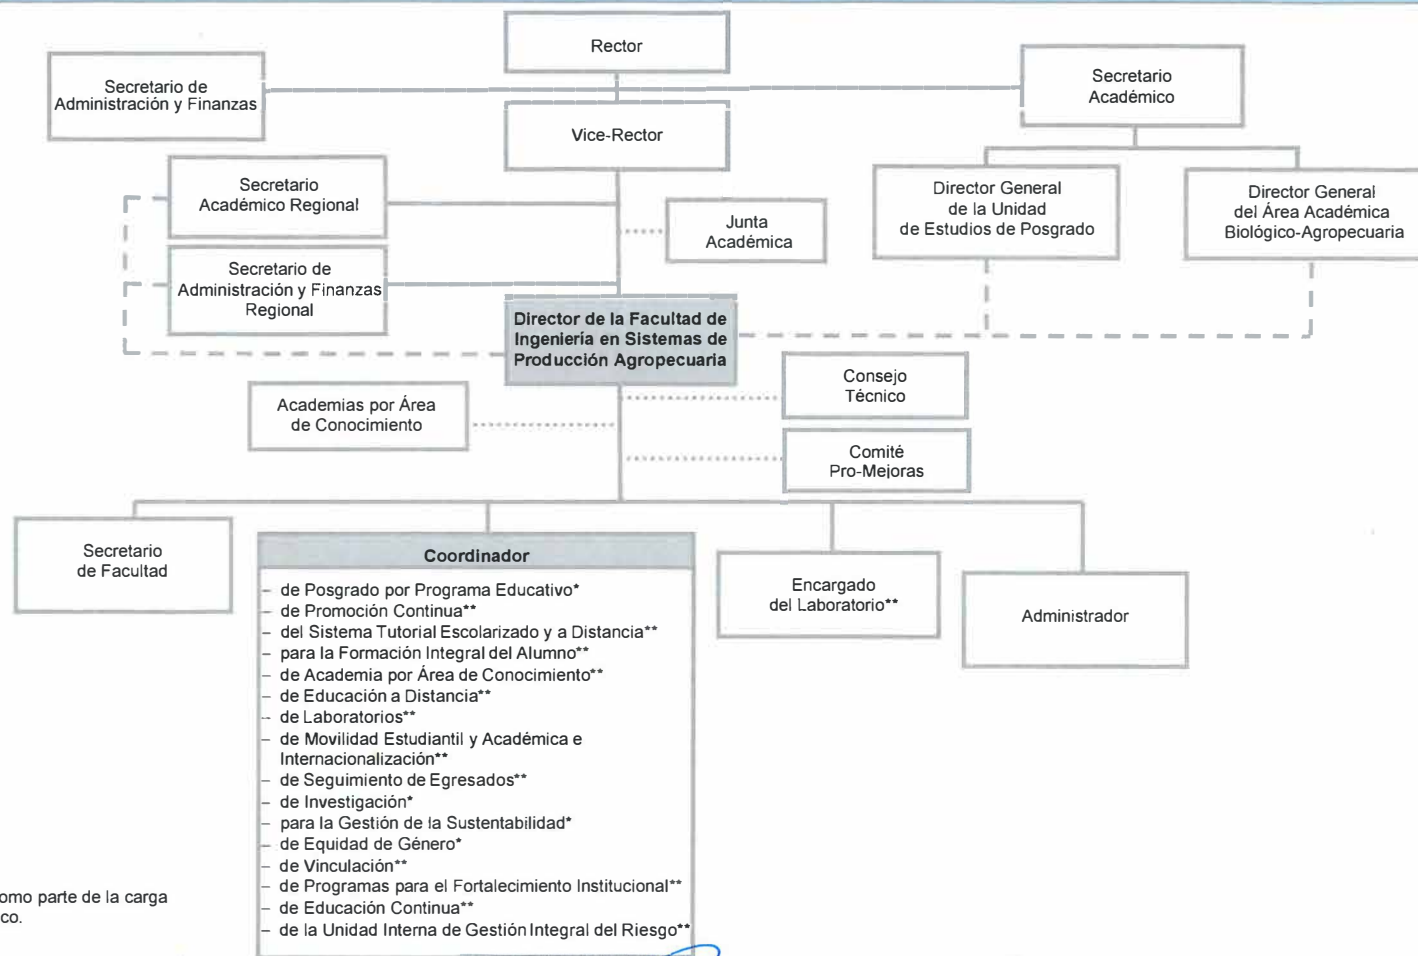 Rector
Secretario de
Administración y Finanzas
Secretario
Académico
Vice-Rector
Secretario
Académico Regional
Junta
Académica
Director General
de la Unidad
de Estudios de Posgrado
Director General
del Área Académica
Biológico-Agropecuaria
Secretario de
Administración y Finanzas
Regional
Director de la Facultad de
Ingeniería en Sistemas de
Producción Agropecuaria
Consejo
Técnico
Academias por Área
de Conocimiento
Comité
Pro-Mejoras
Secretario
de Facultad
Coordinador
– de Posgrado por Programa Educativo*
– de Promoción Continua**
– del Sistema Tutorial Escolarizado y a Distancia**
– para la Formación Integral del Alumno**
– de Academia por Área de Conocimiento**
– de Educación a Distancia**
– de Laboratorios**
– de Movilidad Estudiantil y Académica e
Internacionalización**
– de Seguimiento de Egresados**
– de Investigación*
– para la Gestión de la Sustentabilidad*
– de Equidad de Género*
– de Vinculación**
– de Programas para el Fortalecimiento Institucional**
– de Educación Continua**
– de la Unidad Interna de Gestión Integral del Riesgo**
Encargado
del Laboratorio**
Administrador
omo parte de la carga
co.